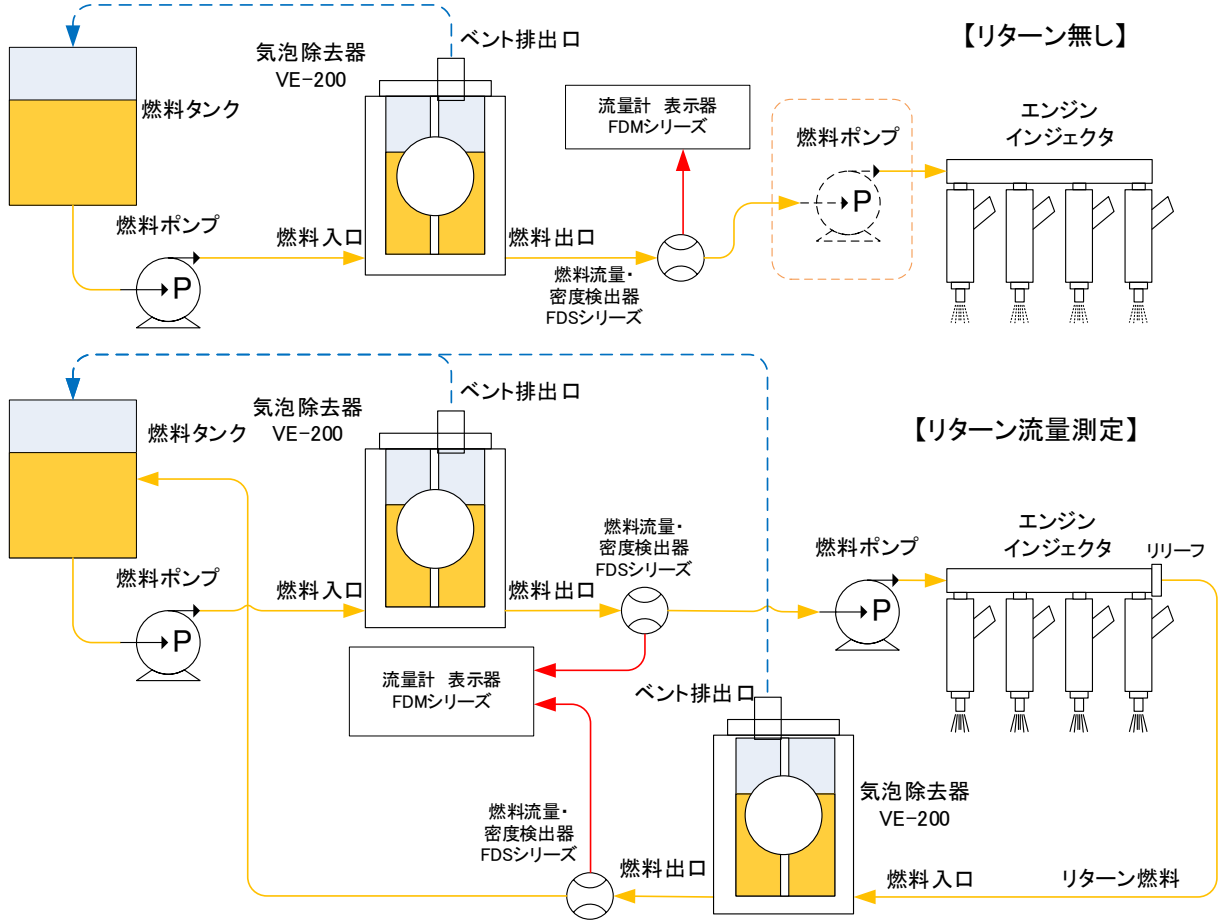 【リターン無し】
ベント排出口
気泡除去器
VE-200
燃料タンク
流量計 表示器
FDMシリーズ
燃料ポンプ
P
エンジン
インジェクタ
燃料ポンプ
P
燃料入口
燃料出口
燃料流量・
密度検出器
FDSシリーズ
【リターン流量測定】
ベント排出口
気泡除去器
VE-200
燃料タンク
燃料流量・
密度検出器
FDSシリーズ
燃料ポンプ
P
エンジン
インジェクタ
リリーフ
燃料ポンプ
P
燃料入口
燃料出口
流量計 表示器
FDMシリーズ
ベント排出口
気泡除去器
VE-200
燃料流量・
密度検出器
FDSシリーズ
燃料出口
燃料入口
リターン燃料